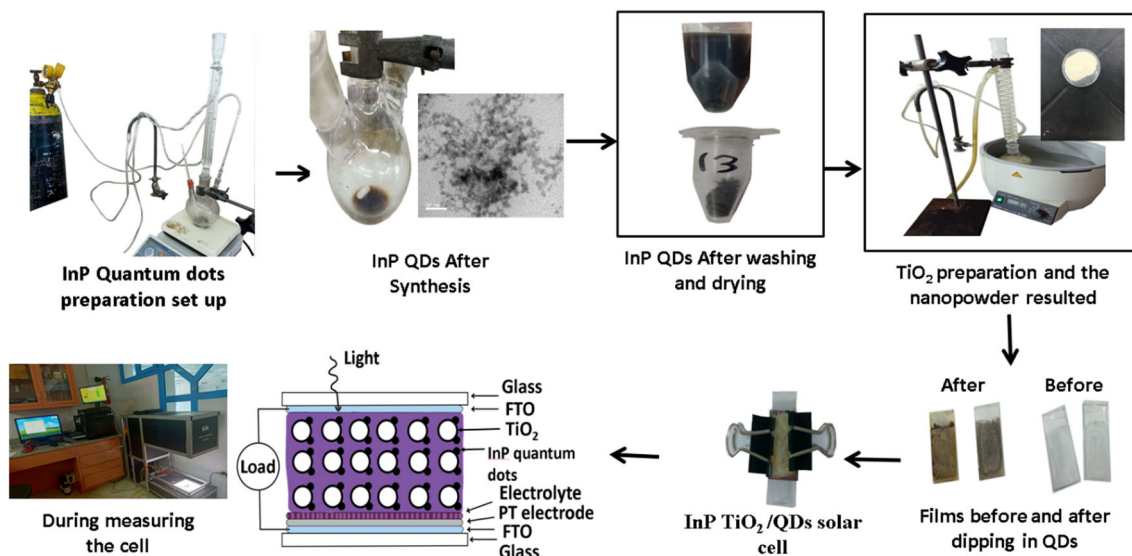 InP Quantum dots
preparation set up
InP QDs After
Synthesis
13
InP QDs After washing
and drying
TiO₂ preparation and the
nanopowder resulted
After
Before
Films before and after
dipping in QDs
InP TiO₂ /QDs solar
cell
Light
Glass
FTO
TiO₂
InP quantum
dots
Load
Electrolyte
PT electrode
FTO
Glass
During measuring
the cell